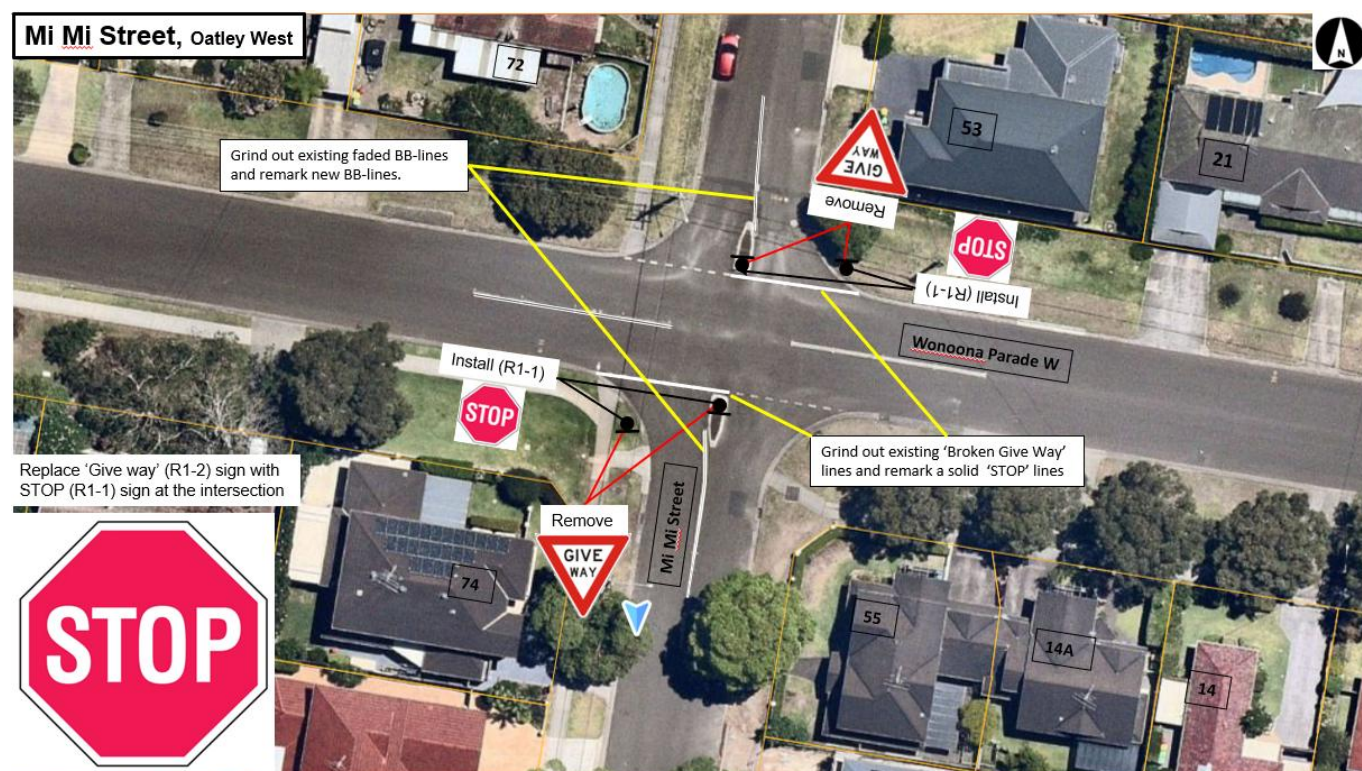 Mi Mi Street, Oatley West
N
72
53
21
Grind out existing faded BB-lines
and remark new BB-lines.
GIVE
WAY
Remove
STOP
Install (R1-1)
Wonoona Parade W
Install (R1-1)
STOP
Grind out existing ‘Broken Give Way’
lines and remark a solid ‘STOP’ lines
Replace ‘Give way’ (R1-2) sign with
STOP (R1-1) sign at the intersection
Mi Mi Street
Remove
GIVE
WAY
STOP
74
55
14A
14